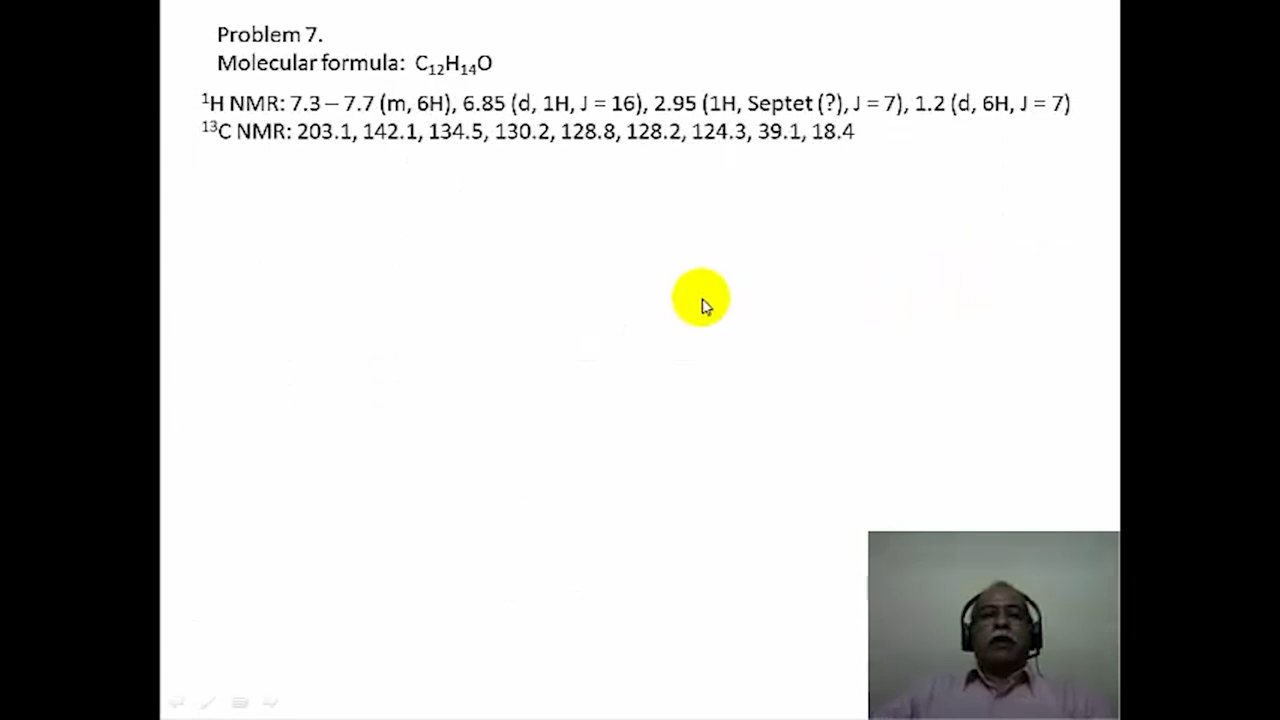 Problem 7.
Molecular formula: C₁₂H₁₄O
¹H NMR: 7.3 – 7.7 (m, 6H), 6.85 (d, 1H, J = 16), 2.95 (1H, Septet (?), J = 7), 1.2 (d, 6H, J = 7)
¹³C NMR: 203.1, 142.1, 134.5, 130.2, 128.8, 128.2, 124.3, 39.1, 18.4